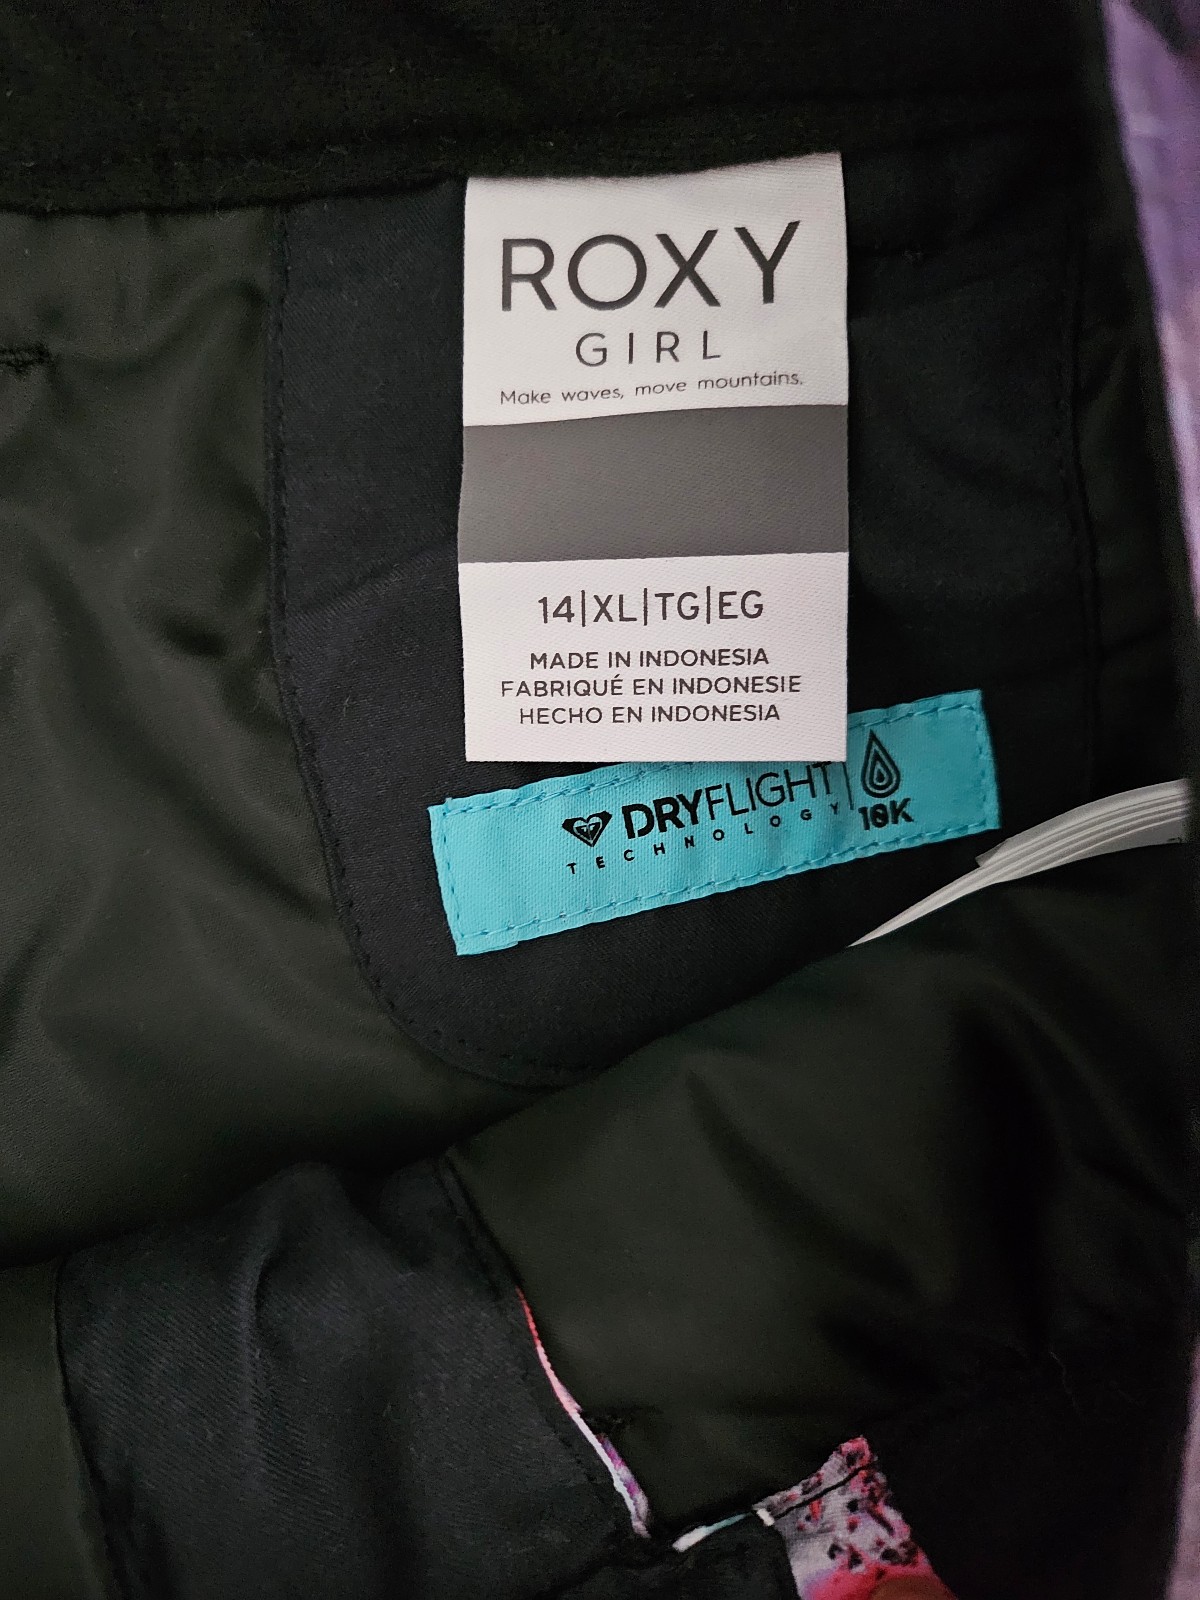 ROXY
GIRL
Make waves, move mountains.
14|XL|TG|EG
MADE IN INDONESIA
FABRIQUÉ EN INDONESIE
HECHO EN INDONESIA
DRYFLIGHT
TECHNOLOGY
10K